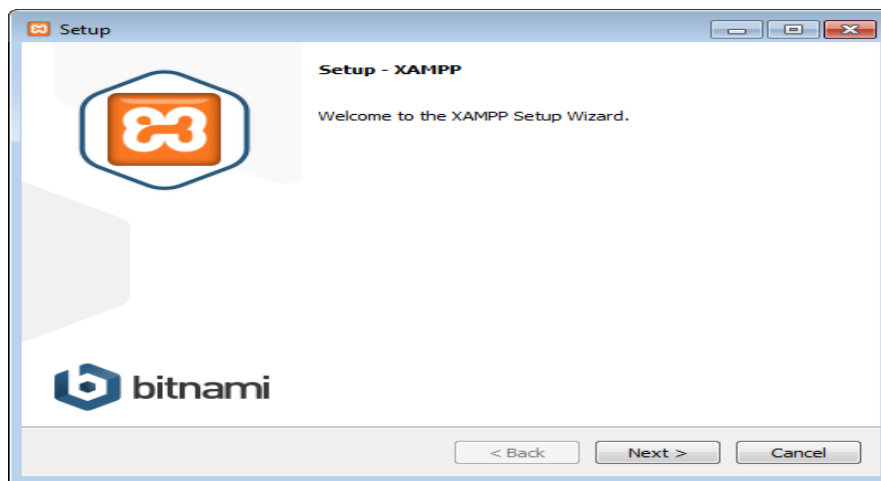 Setup
Setup - XAMPP
Welcome to the XAMPP Setup Wizard.
bitnami
< Back
Next >
Cancel